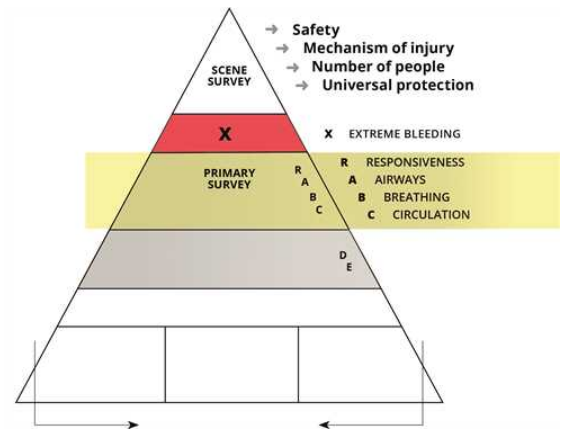 Safety
Mechanism of injury
Number of people
Universal protection
SCENE
SURVEY
X
X EXTREME BLEEDING
PRIMARY
SURVEY
R
A
B
C
R RESPONSIVENESS
A AIRWAYS
B BREATHING
C CIRCULATION
D
E